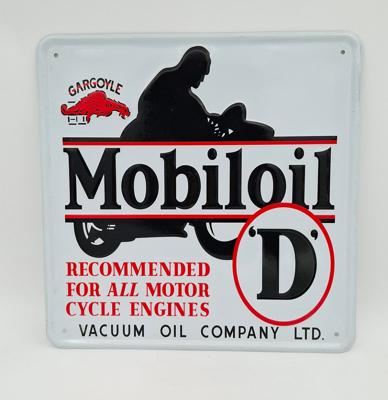 GARGOYLE
Mobiloil
'D'
RECOMMENDED
FOR ALL MOTOR
CYCLE ENGINES
VACUUM OIL COMPANY LTD.